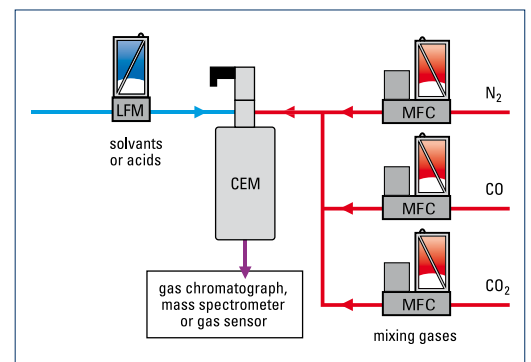 LFM
solvents
or acids
CEM
gas chromatograph,
mass spectrometer
or gas sensor
MFC
N₂
MFC
CO
MFC
CO₂
mixing gases